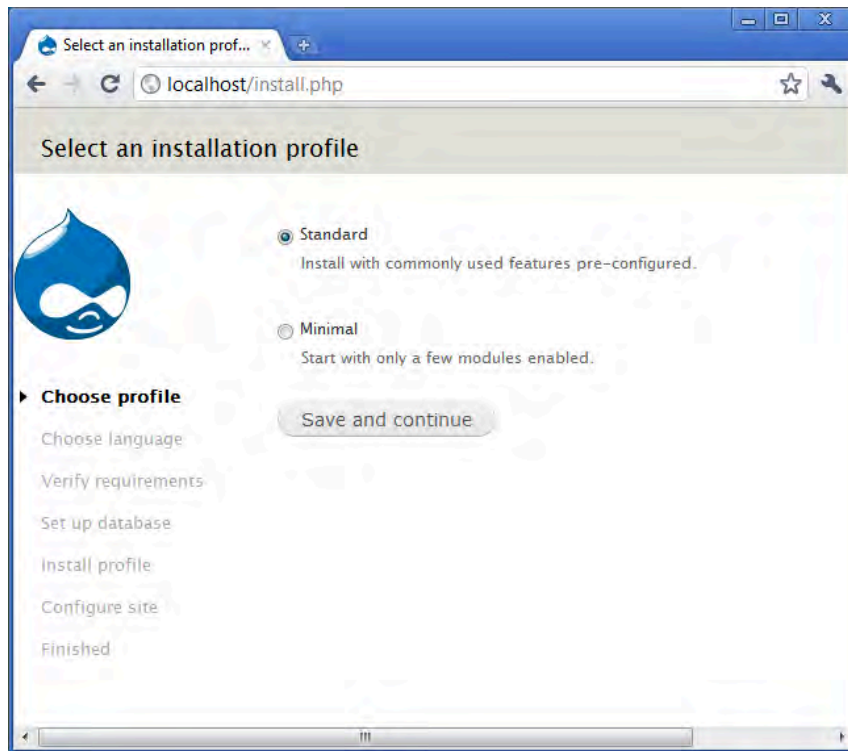 Select an installation prof...
localhost/install.php
Select an installation profile
Standard
Install with commonly used features pre-configured.
Minimal
Start with only a few modules enabled.
Save and continue
Choose profile
Choose language
Verify requirements
Set up database
Install profile
Configure site
Finished